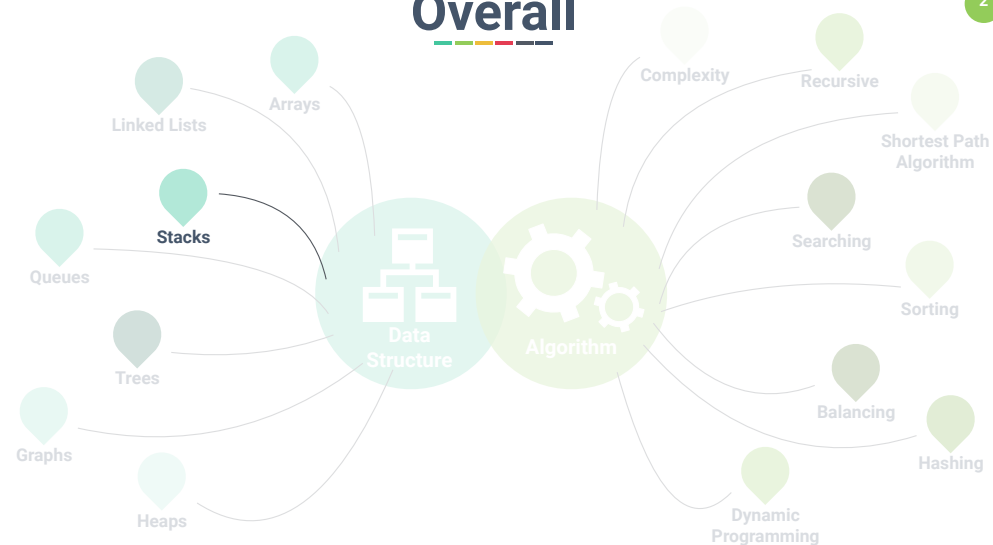 Overall
2
Arrays
Linked Lists
Stacks
Queues
Trees
Graphs
Heaps
Data
Structure
Algorithm
Complexity
Recursive
Shortest Path
Algorithm
Searching
Sorting
Balancing
Hashing
Dynamic
Programming